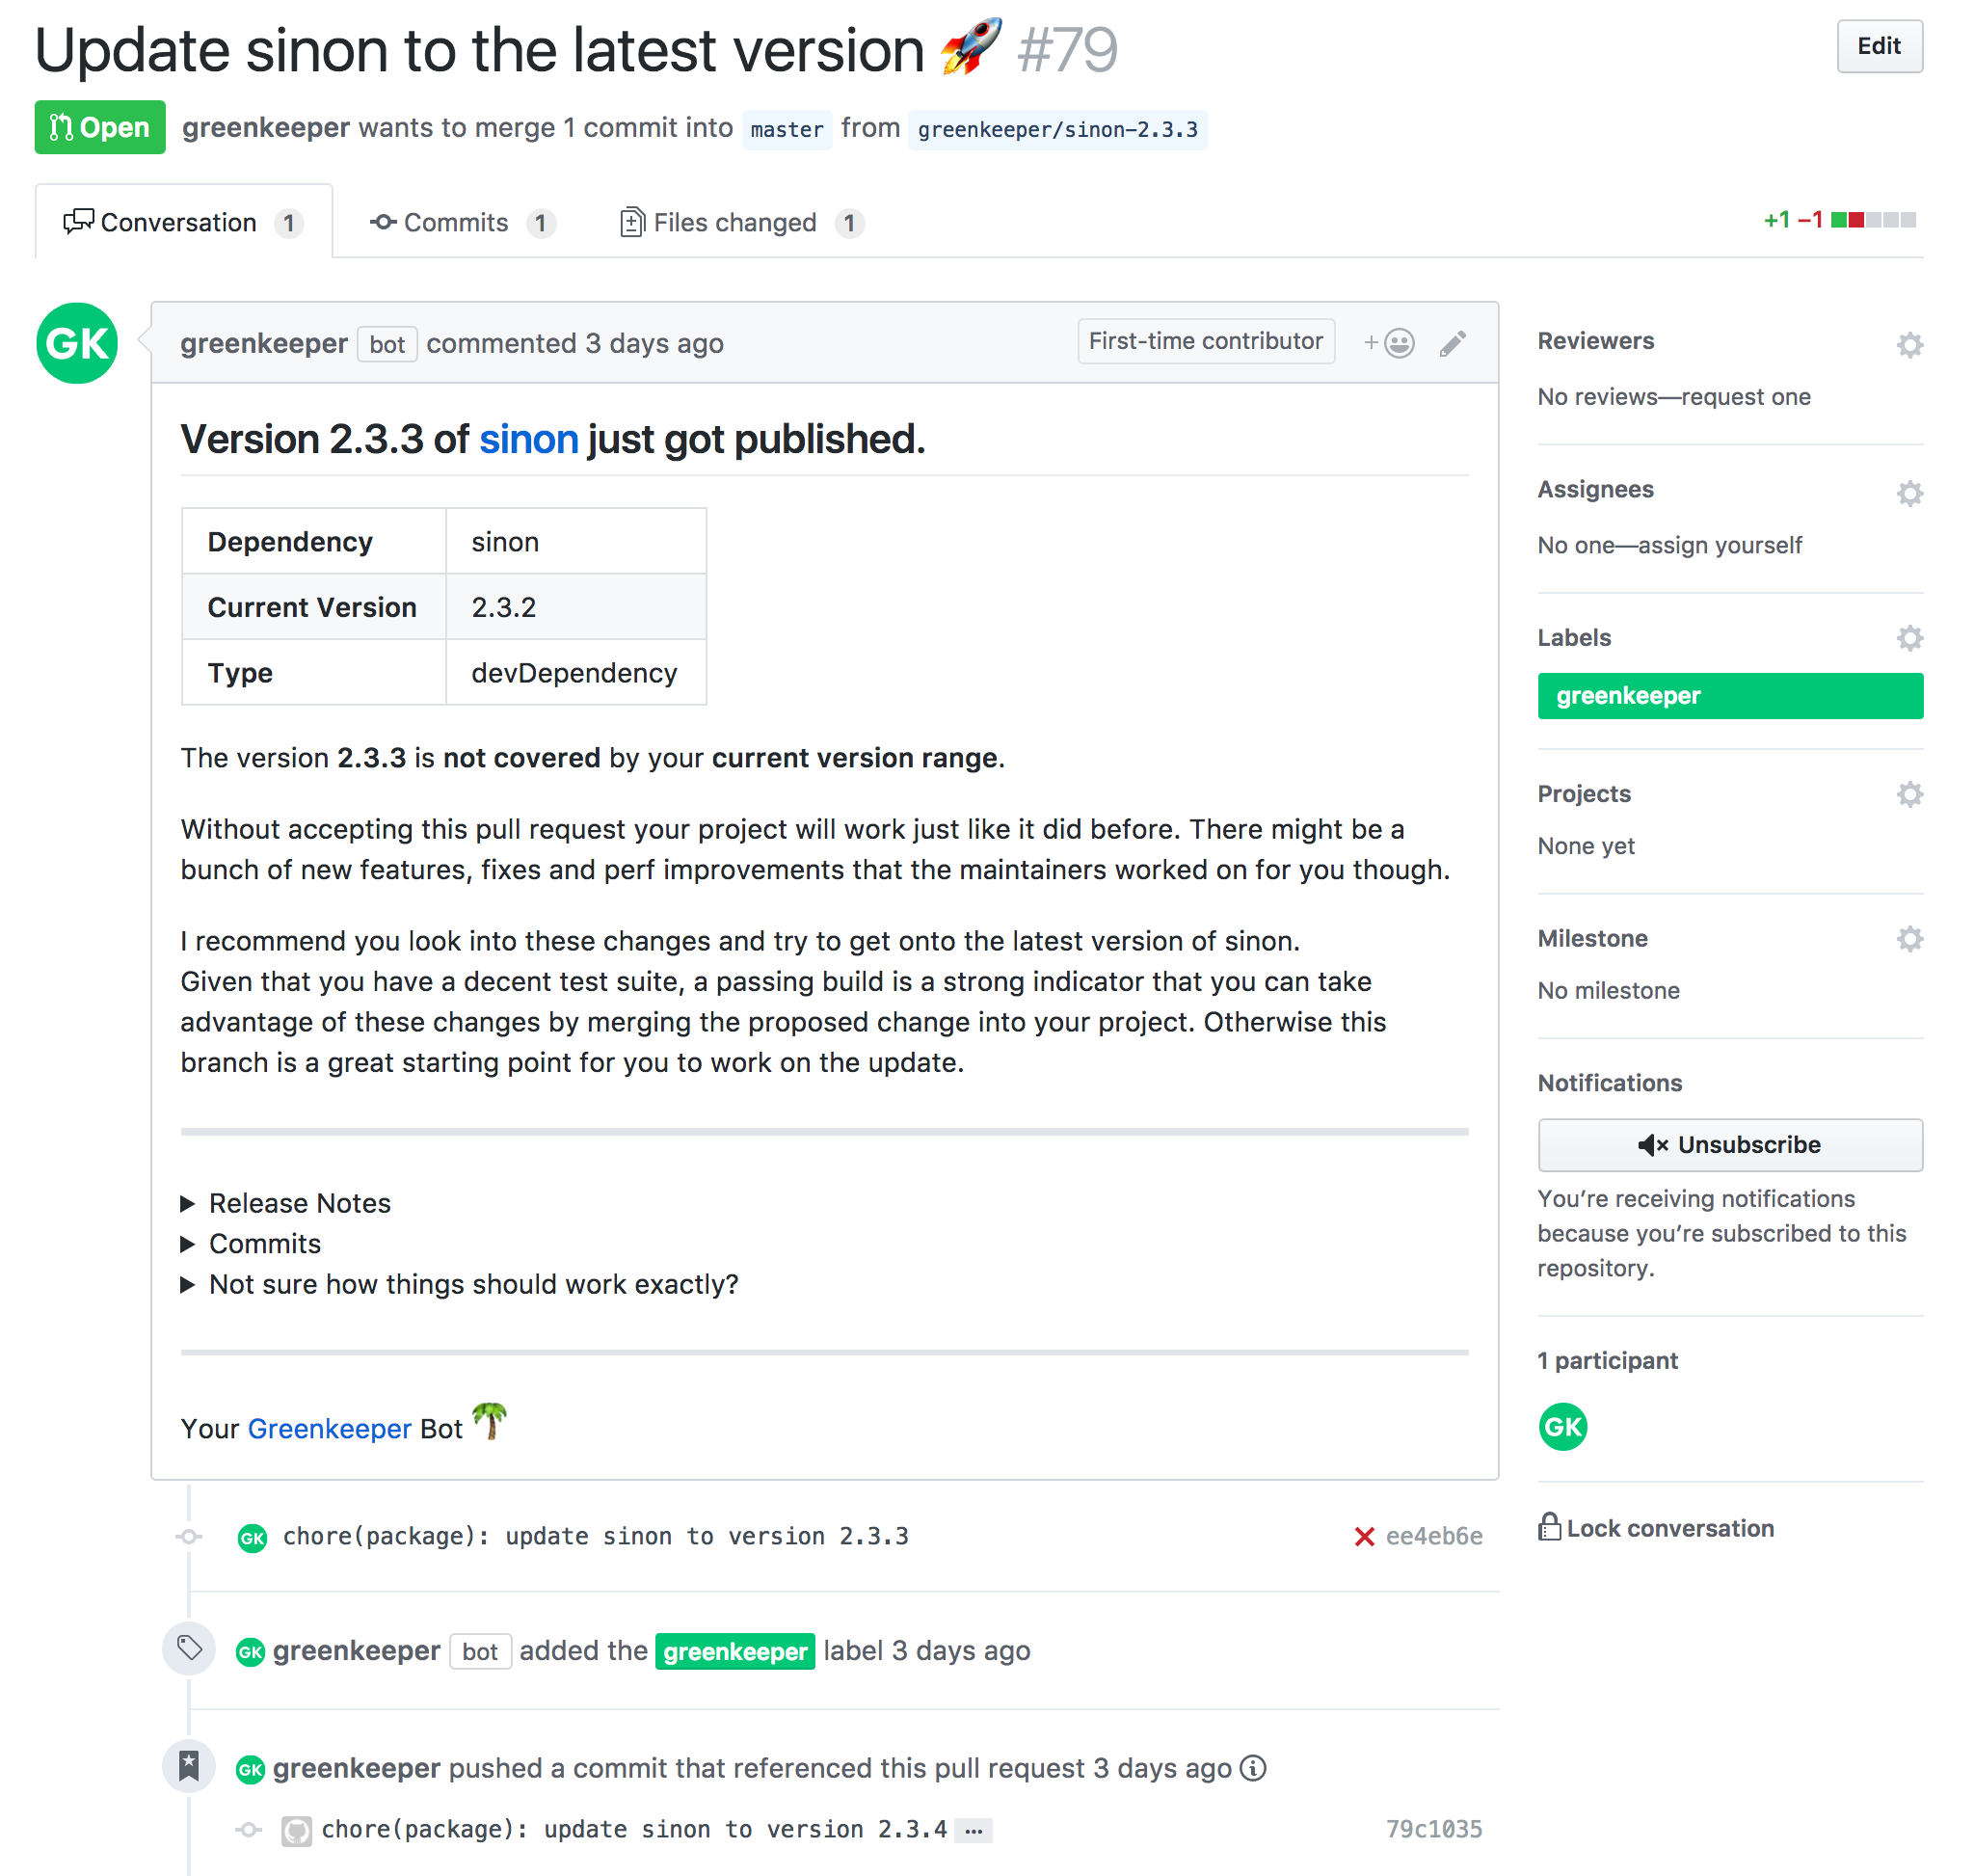 Update sinon to the latest version 🚀 #79
Edit
Open greenkeeper wants to merge 1 commit into master from greenkeeper/sinon-2.3.3
Conversation 1 Commits 1 Files changed 1
+1 −1
GK
greenkeeper bot commented 3 days ago
First-time contributor
+
Version 2.3.3 of sinon just got published.
Dependency sinon
Current Version 2.3.2
Type devDependency
The version 2.3.3 is not covered by your current version range.
Without accepting this pull request your project will work just like it did before. There might be a
bunch of new features, fixes and perf improvements that the maintainers worked on for you though.
I recommend you look into these changes and try to get onto the latest version of sinon.
Given that you have a decent test suite, a passing build is a strong indicator that you can take
advantage of these changes by merging the proposed change into your project. Otherwise this
branch is a great starting point for you to work on the update.
Release Notes
Commits
Not sure how things should work exactly?
Your Greenkeeper Bot 🌴
GK chore(package): update sinon to version 2.3.3 ee4eb6e
GK greenkeeper bot added the greenkeeper label 3 days ago
GK greenkeeper pushed a commit that referenced this pull request 3 days ago
chore(package): update sinon to version 2.3.4 … 79c1035
Reviewers
No reviews—request one
Assignees
No one—assign yourself
Labels
greenkeeper
Projects
None yet
Milestone
No milestone
Notifications
Unsubscribe
You’re receiving notifications
because you’re subscribed to this
repository.
1 participant
GK
Lock conversation